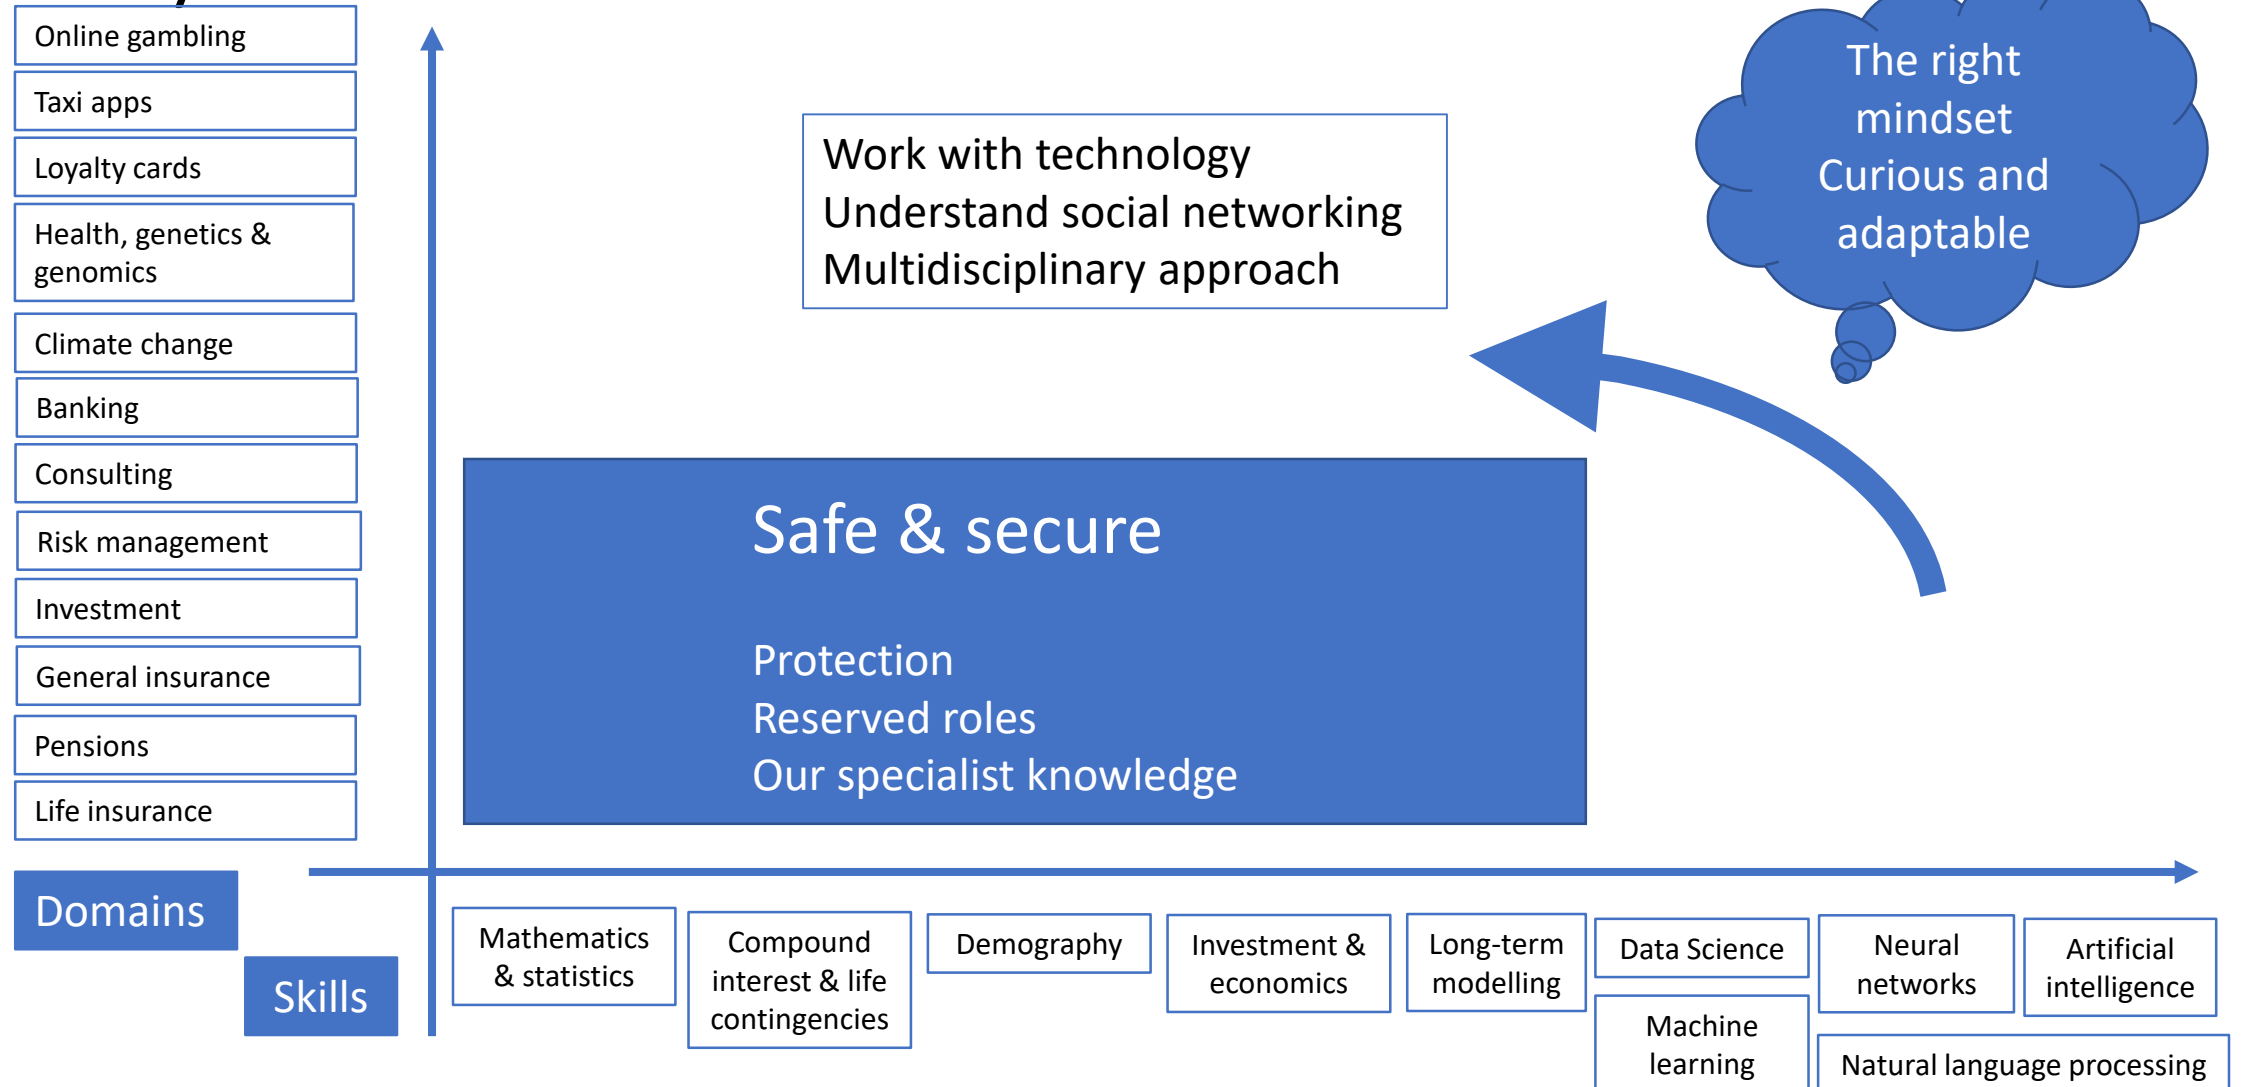 Online gambling
Taxi apps
Loyalty cards
Health, genetics &
genomics
Climate change
Banking
Consulting
Risk management
Investment
General insurance
Pensions
Life insurance
Domains
Skills
Work with technology
Understand social networking
Multidisciplinary approach
The right
mindset
Curious and
adaptable
Safe & secure
Protection
Reserved roles
Our specialist knowledge
Mathematics
& statistics
Compound
interest & life
contingencies
Demography
Investment &
economics
Long-term
modelling
Data Science
Machine
learning
Neural
networks
Artificial
intelligence
Natural language processing